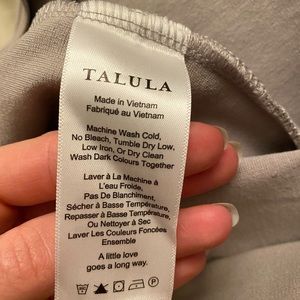 TALULA
Made in Vietnam
Fabriqué au Vietnam
Machine Wash Cold,
No Bleach, Tumble Dry Low,
Low Iron, Or Dry Clean
Wash Dark Colours Together
Laver à La Machine à
L'eau Froide,
Pas De Blanchiment,
Sécher à Basse Température,
Repasser à Basse Température,
Ou Nettoyer à Sec
Laver Les Couleurs Foncées
Ensemble
A little love
goes a long way.